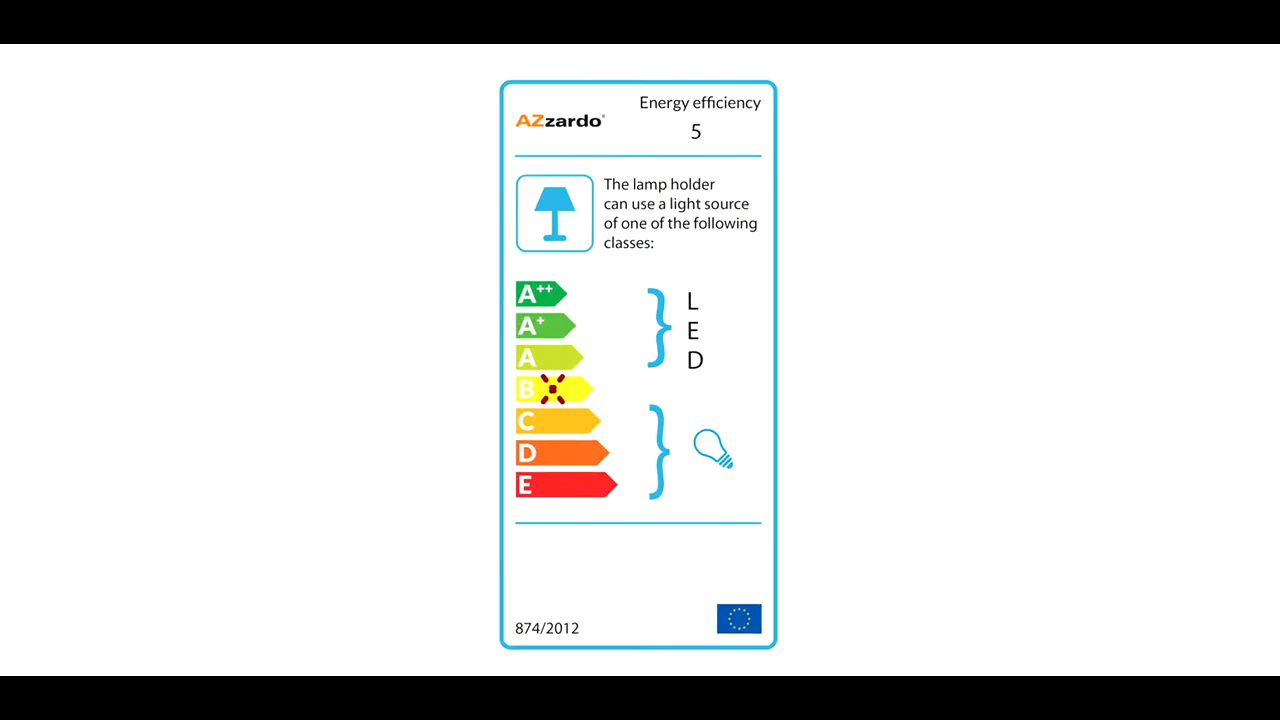 AZzardo®
Energy efficiency
5
The lamp holder
can use a light source
of one of the following
classes:
A++
A+
A
B
C
D
E
L
E
D
874/2012